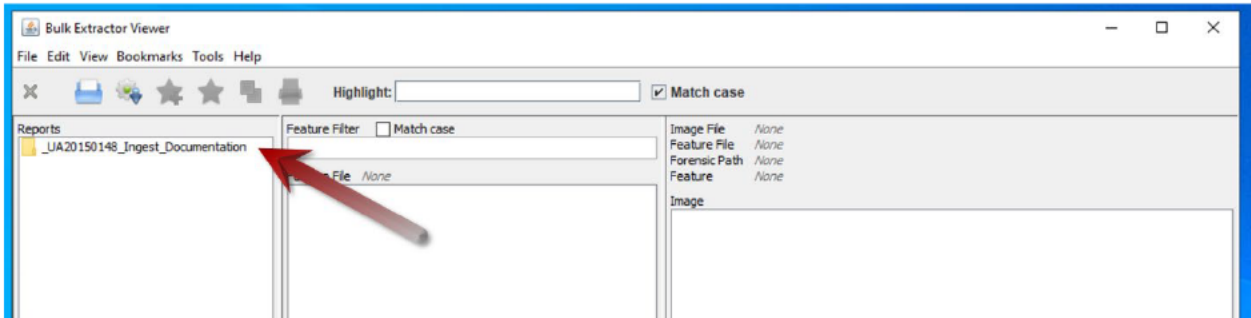 Bulk Extractor Viewer
File Edit View Bookmarks Tools Help
Highlight: Match case
Reports
_UA20150148_Ingest_Documentation
Feature Filter Match case
File None
Image File None
Feature File None
Forensic Path None
Feature None
Image